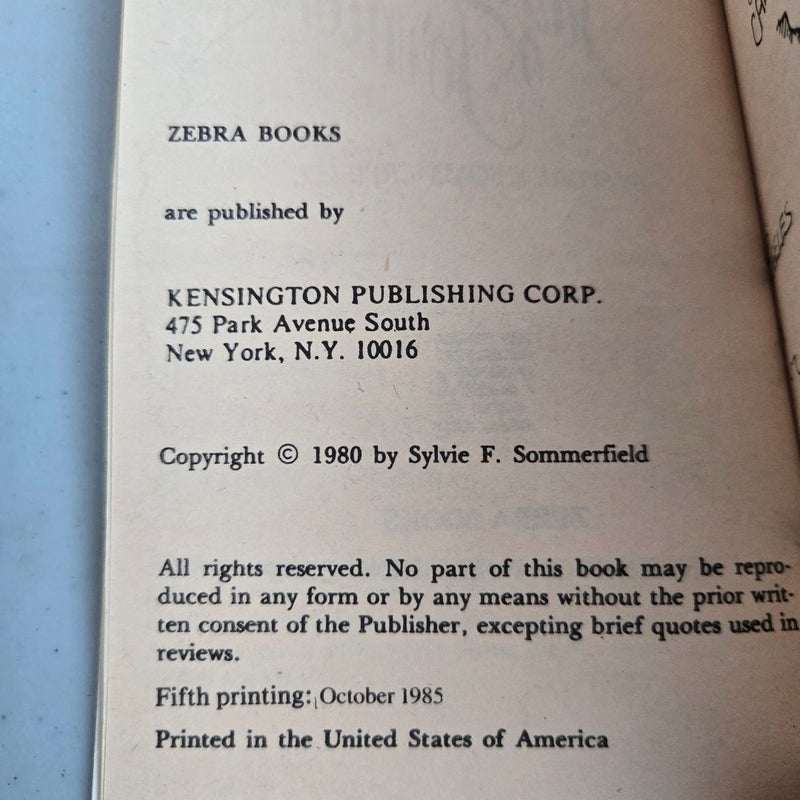 ZEBRA BOOKS
are published by
KENSINGTON PUBLISHING CORP.
475 Park Avenue South
New York, N.Y. 10016
Copyright © 1980 by Sylvie F. Sommerfield
All rights reserved. No part of this book may be repro-
duced in any form or by any means without the prior writ-
ten consent of the Publisher, excepting brief quotes used in
reviews.
Fifth printing: October 1985
Printed in the United States of America